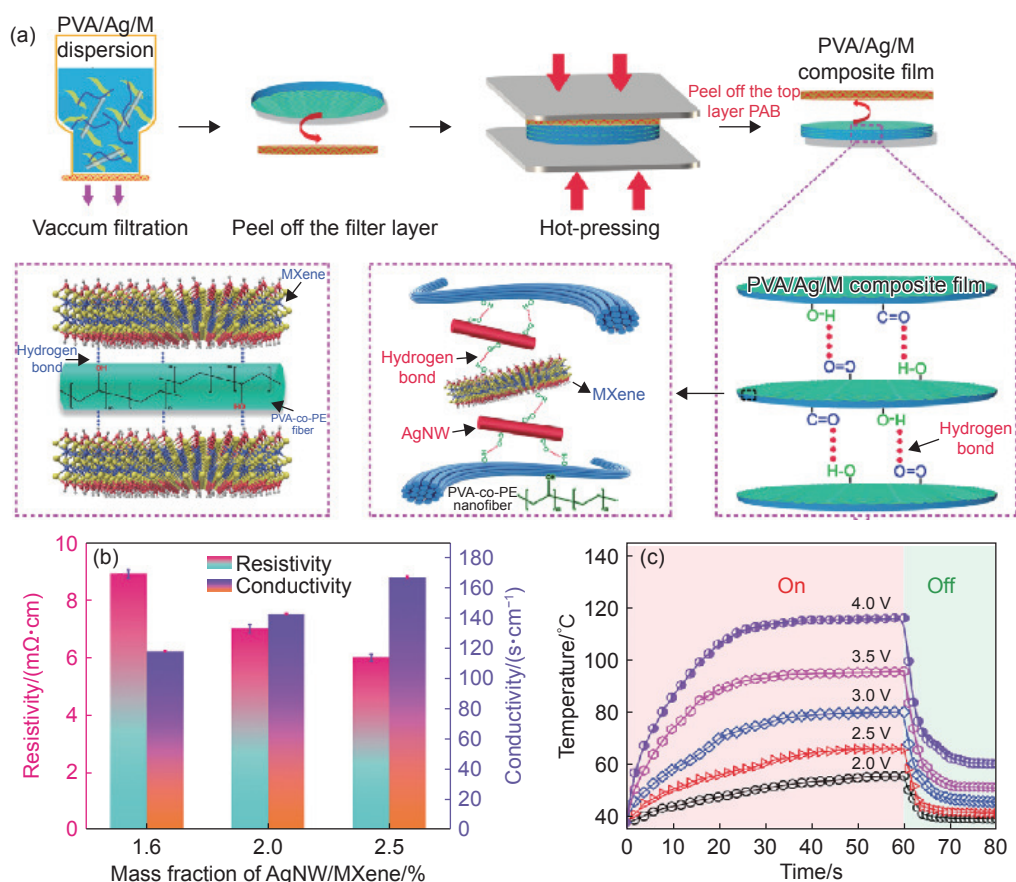 (a)
PVA/Ag/M
dispersion
Vaccum filtration
Peel off the filter layer
Hot-pressing
Peel off the top
layer PAB
PVA/Ag/M
composite film
MXene
Hydrogen
bond
OH
HO
PVA-co-PE
fiber
Hydrogen
bond
MXene
AgNW
PVA-co-PE
nanofiber
PVA/Ag/M composite film
O-H
C=O
O=C
H-O
C=O
O-H
Hydrogen
bond
H-O
O=C
(b)
Resistivity
Conductivity
10
8
6
4
2
0
Resistivity/(mΩ·cm)
180
160
140
120
100
80
60
40
20
0
Conductivity/(s·cm⁻¹)
1.6
2.0
2.5
Mass fraction of AgNW/MXene/%
(c)
On
Off
4.0 V
3.5 V
3.0 V
2.5 V
2.0 V
140
120
100
80
60
40
Temperature/°C
0
10
20
30
40
50
60
70
80
Time/s